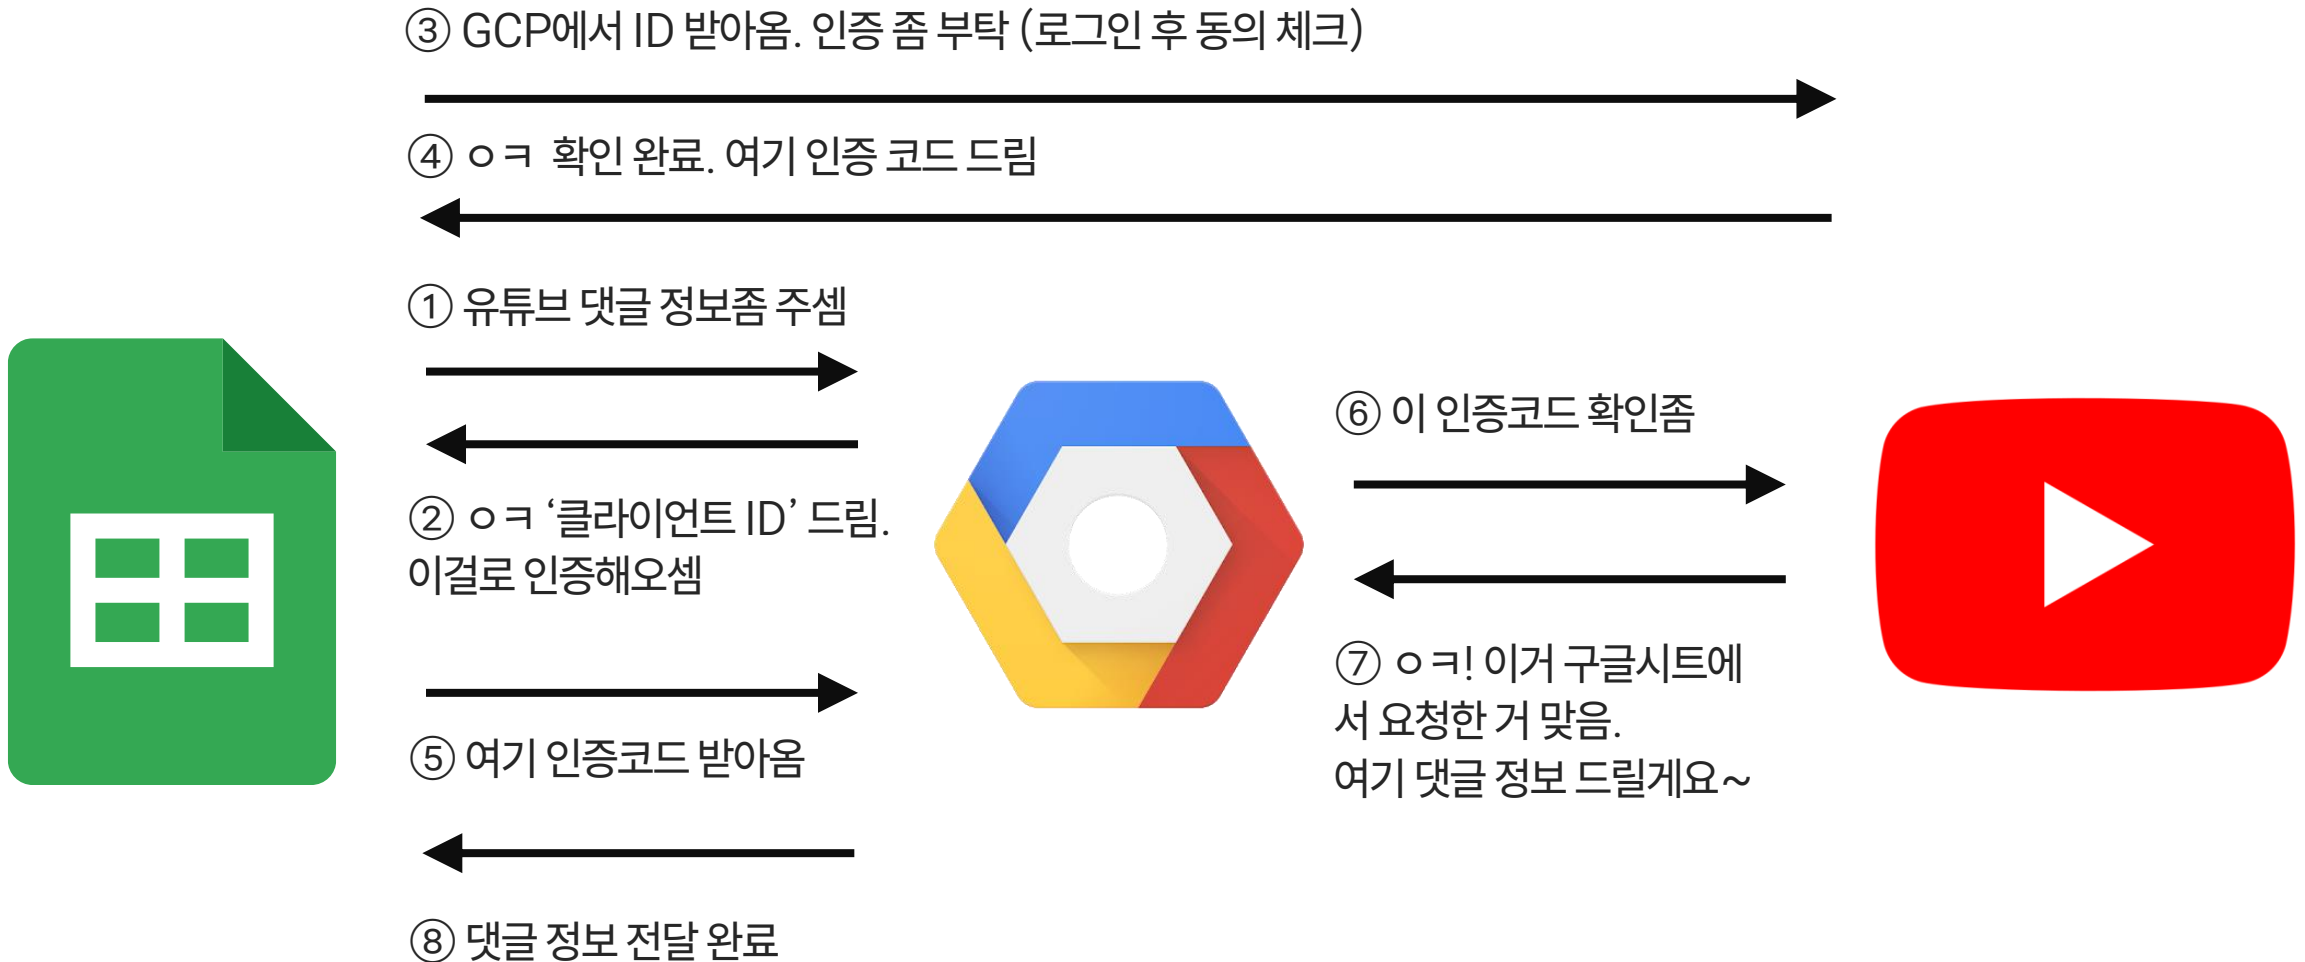 ③ GCP에서 ID 받아옴. 인증 좀 부탁 (로그인 후 동의 체크)
④ ㅇㅋ 확인 완료. 여기 인증 코드 드림
① 유튜브 댓글 정보좀 주셈
② ㅇㅋ ‘클라이언트 ID’ 드림.
이걸로 인증해오셈
⑤ 여기 인증코드 받아옴
⑥ 이 인증코드 확인좀
⑦ ㅇㅋ! 이거 구글시트에
서 요청한 거 맞음.
여기 댓글 정보 드릴게요~
⑧ 댓글 정보 전달 완료